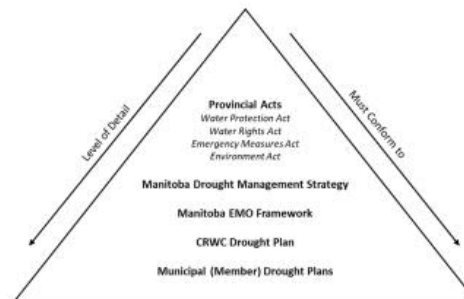 Level of Detail
Must Conform to
Provincial Acts
Water Protection Act
Water Rights Act
Emergency Measures Act
Environment Act
Manitoba Drought Management Strategy
Manitoba EMO Framework
CRWC Drought Plan
Municipal (Member) Drought Plans